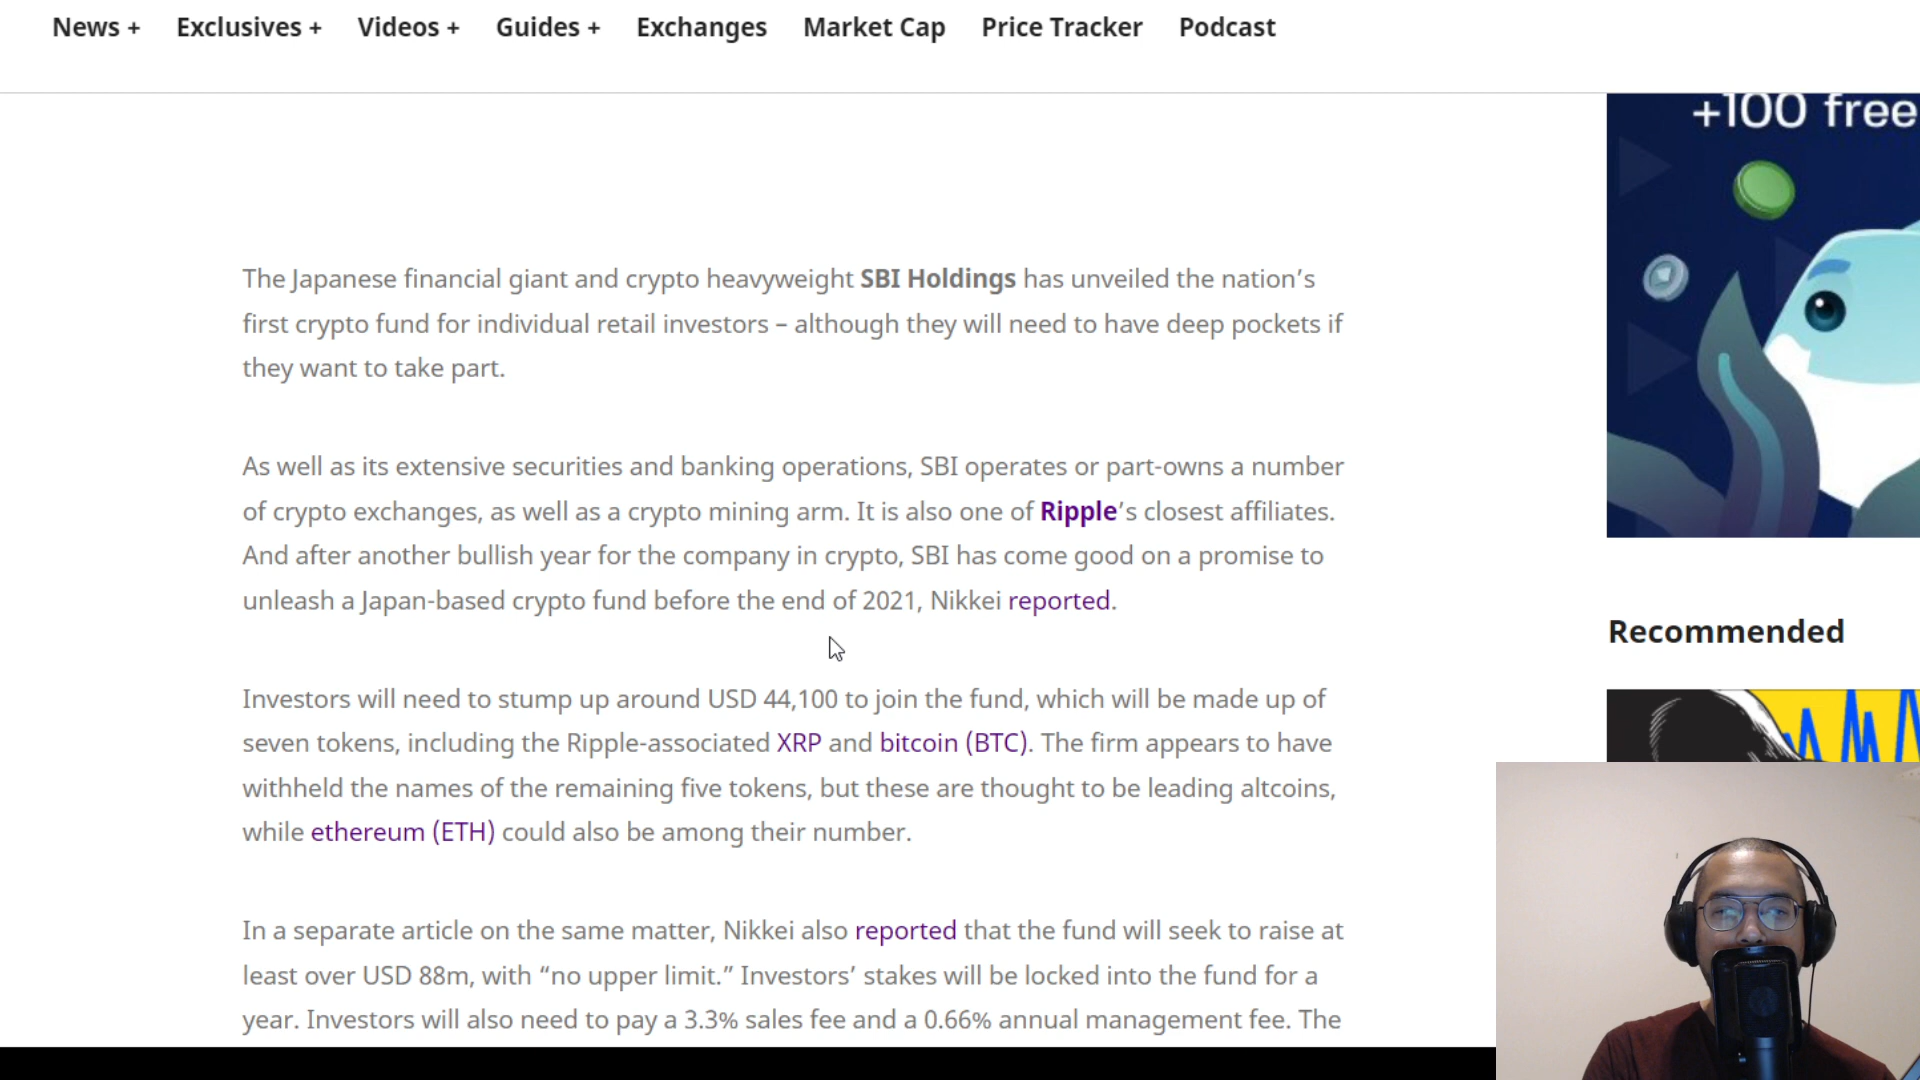 News + Exclusives + Videos + Guides + Exchanges Market Cap Price Tracker Podcast
+100 free
The Japanese financial giant and crypto heavyweight SBI Holdings has unveiled the nation’s
first crypto fund for individual retail investors – although they will need to have deep pockets if
they want to take part.
As well as its extensive securities and banking operations, SBI operates or part-owns a number
of crypto exchanges, as well as a crypto mining arm. It is also one of Ripple’s closest affiliates.
And after another bullish year for the company in crypto, SBI has come good on a promise to
unleash a Japan-based crypto fund before the end of 2021, Nikkei reported.
Recommended
Investors will need to stump up around USD 44,100 to join the fund, which will be made up of
seven tokens, including the Ripple-associated XRP and bitcoin (BTC). The firm appears to have
withheld the names of the remaining five tokens, but these are thought to be leading altcoins,
while ethereum (ETH) could also be among their number.
In a separate article on the same matter, Nikkei also reported that the fund will seek to raise at
least over USD 88m, with “no upper limit.” Investors’ stakes will be locked into the fund for a
year. Investors will also need to pay a 3.3% sales fee and a 0.66% annual management fee. The